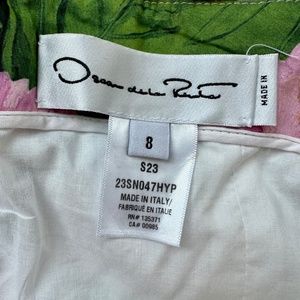 Oscar de la Renta
MADE IN
8
S23
23SN047HYP
MADE IN ITALY/
FABRIQUÉ EN ITALIE
RN# 135371
CA# 00985